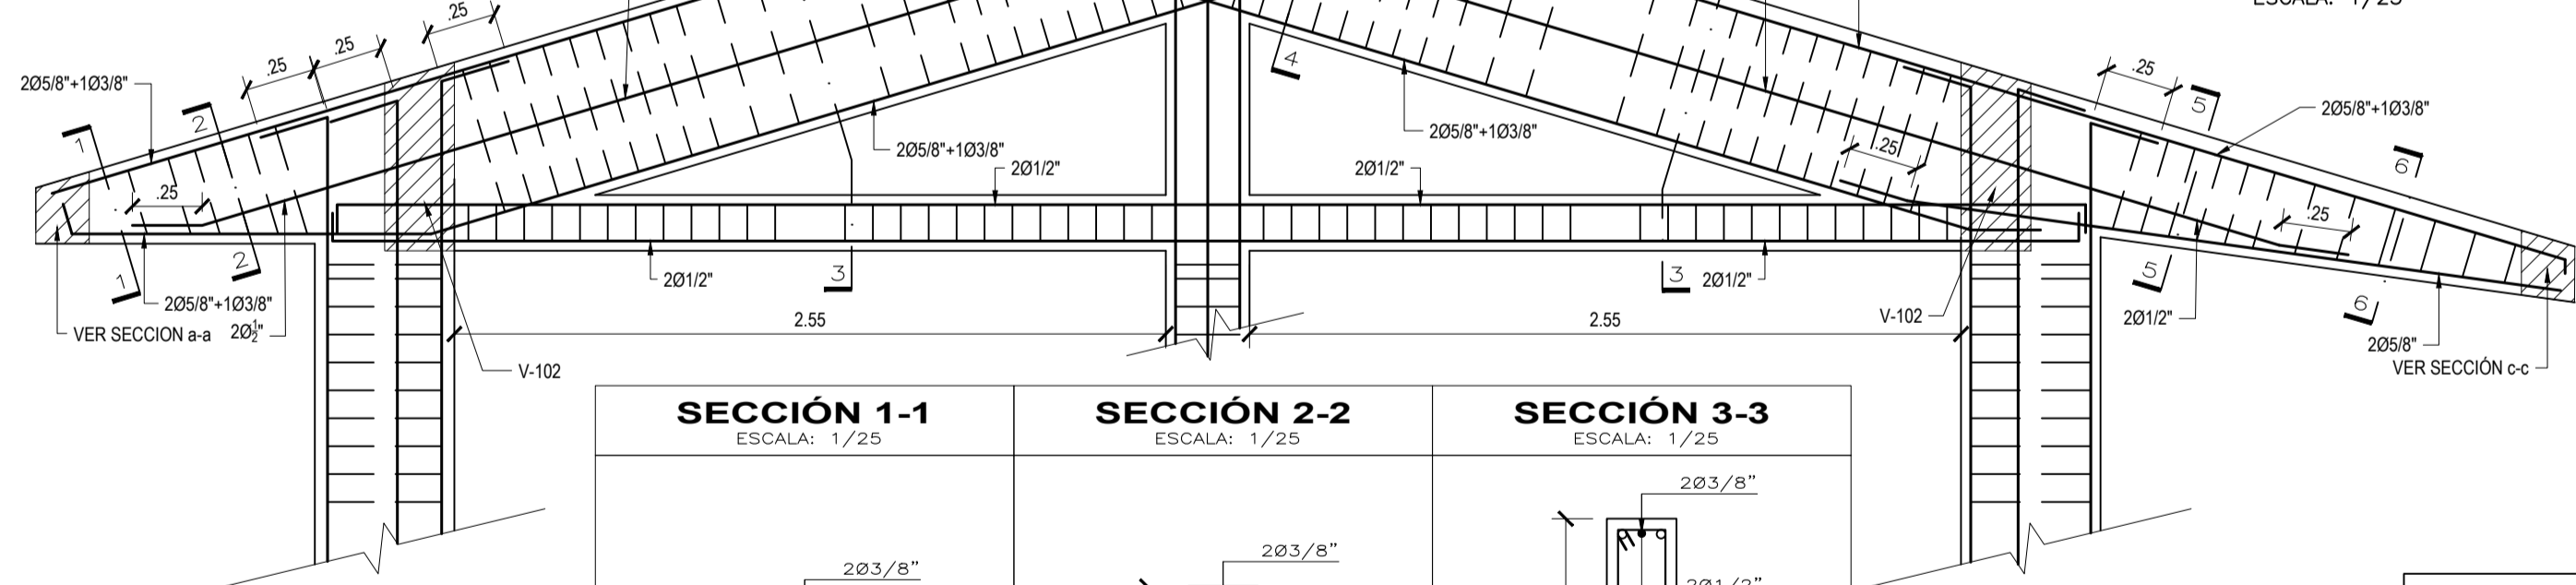 ESCALA: 1/25
.25
.25
.25
2Ø5/8"+1Ø3/8"
1
2
.25
1
2
2Ø5/8"+1Ø3/8"
VER SECCION a-a
2Ø½"
2Ø5/8"+1Ø3/8"
2Ø1/2"
2Ø1/2"
3
V-102
2.55
4
2Ø5/8"+1Ø3/8"
2Ø1/2"
3
2Ø1/2"
2.55
.25
V-102
.25
5
2Ø5/8"+1Ø3/8"
6
.25
5
6
2Ø1/2"
2Ø5/8"
VER SECCIÓN c-c
SECCIÓN 1-1
ESCALA: 1/25
2Ø3/8"
SECCIÓN 2-2
ESCALA: 1/25
2Ø3/8"
SECCIÓN 3-3
ESCALA: 1/25
2Ø3/8"
2Ø1/2"